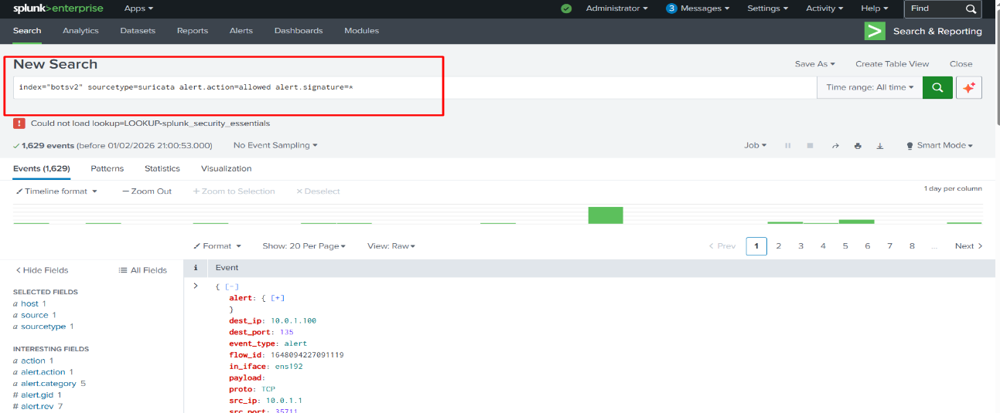 splunk>enterprise Apps Administrator 3 Messages Settings Activity Help Find
Search Analytics Datasets Reports Alerts Dashboards Modules > Search & Reporting
New Search Save As Create Table View Close
index="botsv2" sourcetype=suricata alert.action=allowed alert.signature=* Time range: All time
! Could not load lookup=LOOKUP-splunk_security_essentials
✓ 1,629 events (before 01/02/2026 21:00:53.000) No Event Sampling Job Smart Mode
Events (1,629) Patterns Statistics Visualization
Timeline format — Zoom Out + Zoom to Selection × Deselect 1 day per column
Format Show: 20 Per Page View: Raw < Prev 1 2 3 4 5 6 7 8 ... Next >
< Hide Fields All Fields i Event
SELECTED FIELDS
a host 1
a source 1
a sourcetype 1
INTERESTING FIELDS
a action 1
a alert.action 1
a alert.category 5
# alert.gid 1
# alert.rev 7
> { [-]
alert: { [+]
}
dest_ip: 10.0.1.100
dest_port: 135
event_type: alert
flow_id: 1648094227091119
in_iface: ens192
payload:
proto: TCP
src_ip: 10.0.1.1
src_port: 35711